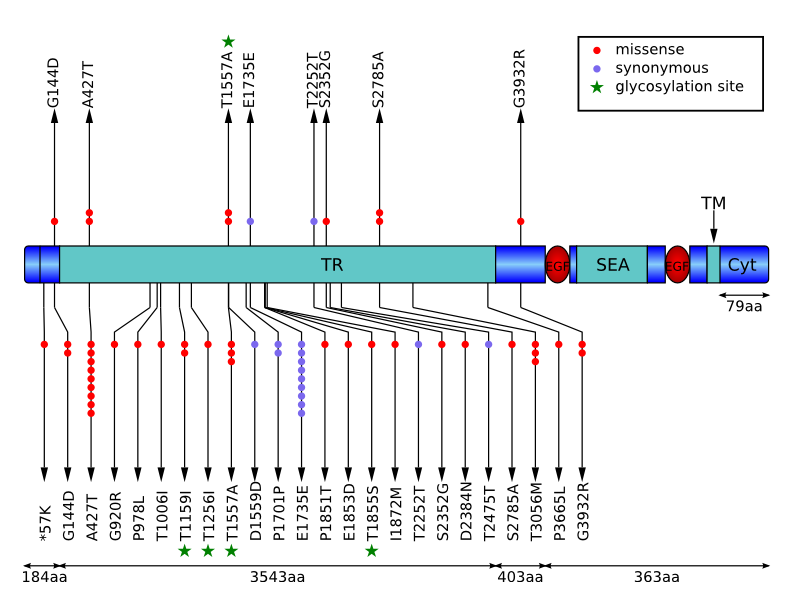 missense
synonymous
glycosylation site
G144D
A427T
T1557A
E1735E
T2252T
S2352G
S2785A
G3932R
TM
TR
EGF
SEA
EGF
Cyt
79aa
*57K
G144D
A427T
G920R
P978L
T1006I
T1159I
T1256I
T1557A
D1559D
P1701P
E1735E
P1851T
E1853D
T1855S
I1872M
T2252T
S2352G
D2384N
T2475T
S2785A
T3056M
P3665L
G3932R
184aa
3543aa
403aa
363aa